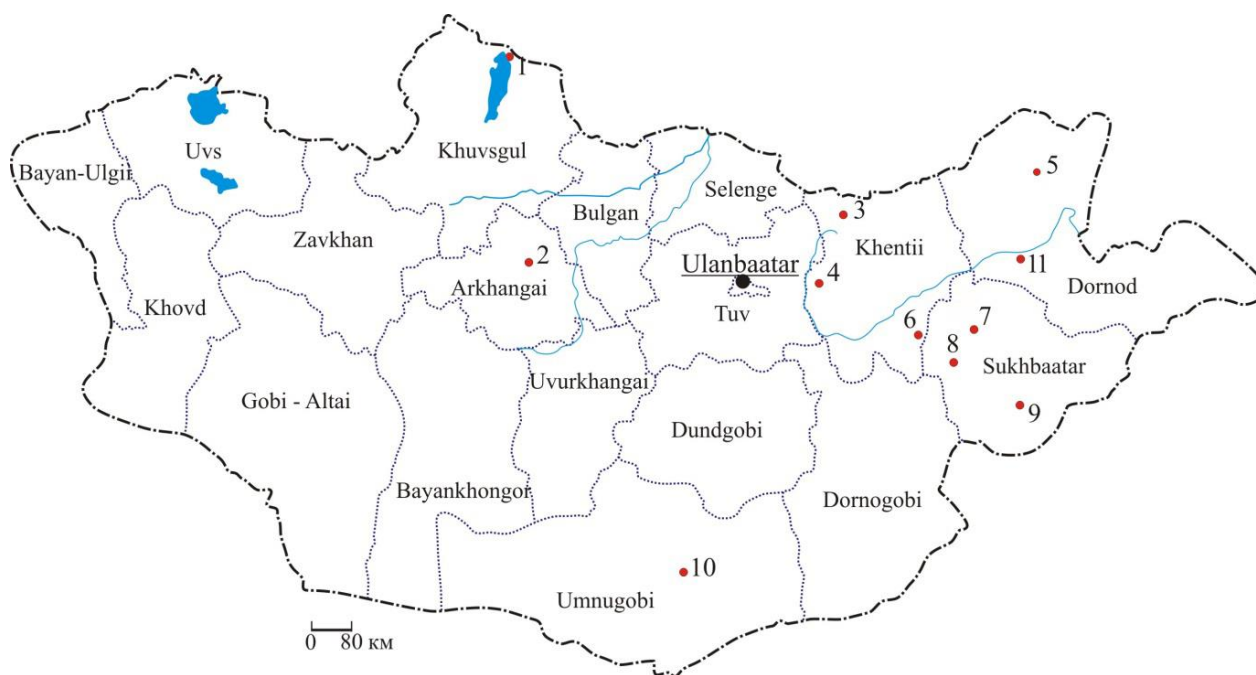 1
Khuvsgul
Uvs
Bayan-Ulgii
5
Selenge
Bulgan
3
Khentii
Zavkhan
2
Ulanbaatar
Arkhangai
4
11
Dornod
Khovd
Tuv
6
7
8
Sukhbaatar
Uvurkhangai
Gobi - Altai
9
Dundgobi
Bayankhongor
Dornogobi
10
Umnugobi
0 80 км